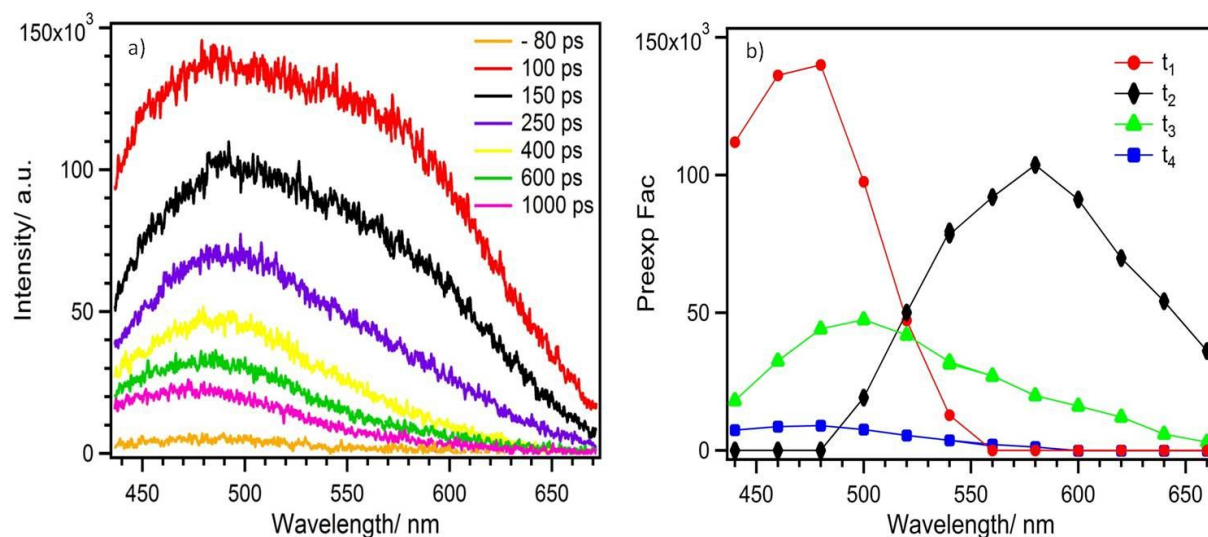 a)
150x10³
100
50
0
Intensity/ a.u.
- 80 ps
100 ps
150 ps
250 ps
400 ps
600 ps
1000 ps
450 500 550 600 650
Wavelength/ nm
b)
150x10³
100
50
0
Preexp Fac
t₁
t₂
t₃
t₄
450 500 550 600 650
Wavelength/ nm